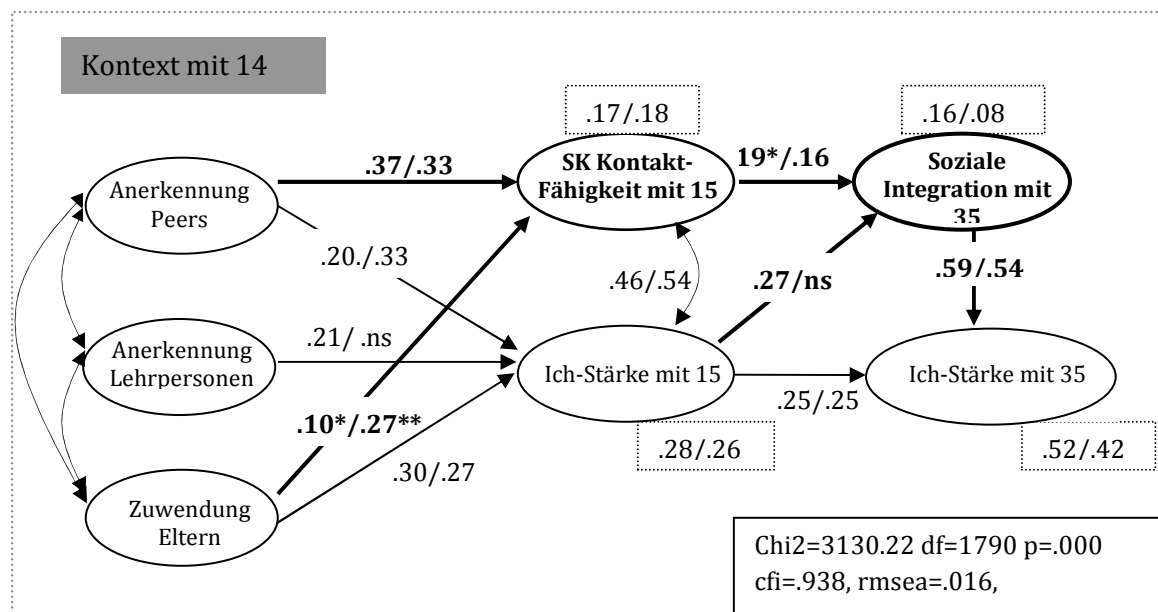 Kontext mit 14
.17/.18
.16/.08
.37/.33
SK Kontakt-
Fähigkeit mit 15
19*/.16
Soziale
Integration mit
35
Anerkennung
Peers
.20./.33
.46/.54
.27/ns
.59/.54
Anerkennung
Lehrpersonen
.21/ .ns
Ich-Stärke mit 15
.25/.25
Ich-Stärke mit 35
.10*/.27**
.30/.27
.28/.26
.52/.42
Zuwendung
Eltern
Chi2=3130.22 df=1790 p=.000
cfi=.938, rmsea=.016,